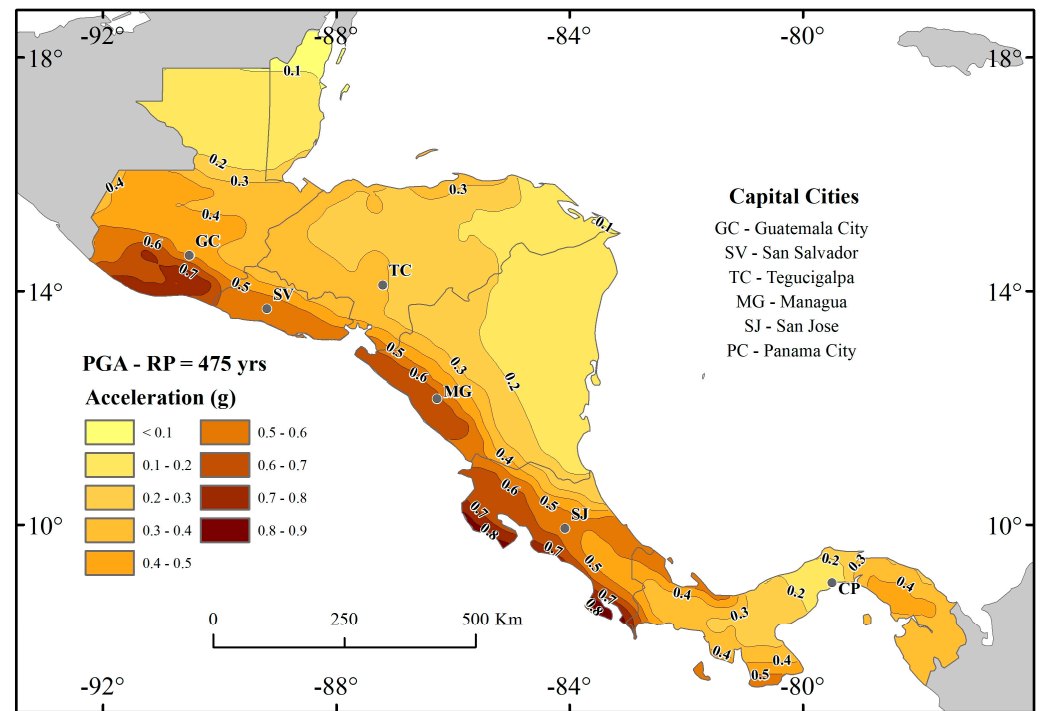 -92° -88° -84° -80°
18° 18°
0.1
0.2
0.3
0.4
0.3
0.4
0.1
Capital Cities
GC - Guatemala City
SV - San Salvador
TC - Tegucigalpa
MG - Managua
SJ - San Jose
PC - Panama City
0.6
GC
0.7
TC
0.5
SV
14° 14°
0.5
0.3
0.6
0.2
MG
PGA - RP = 475 yrs
Acceleration (g)
< 0.1
0.1 - 0.2
0.2 - 0.3
0.3 - 0.4
0.4 - 0.5
0.5 - 0.6
0.6 - 0.7
0.7 - 0.8
0.8 - 0.9
0.4
0.6
0.5
SJ
0.7
0.8
10° 10°
0.7
0.5
0.2
0.3
CP
0.4
0.7
0.8
0.4
0.2
0.3
0.4
0.4
0.5
0 250 500 Km
-92° -88° -84° -80°